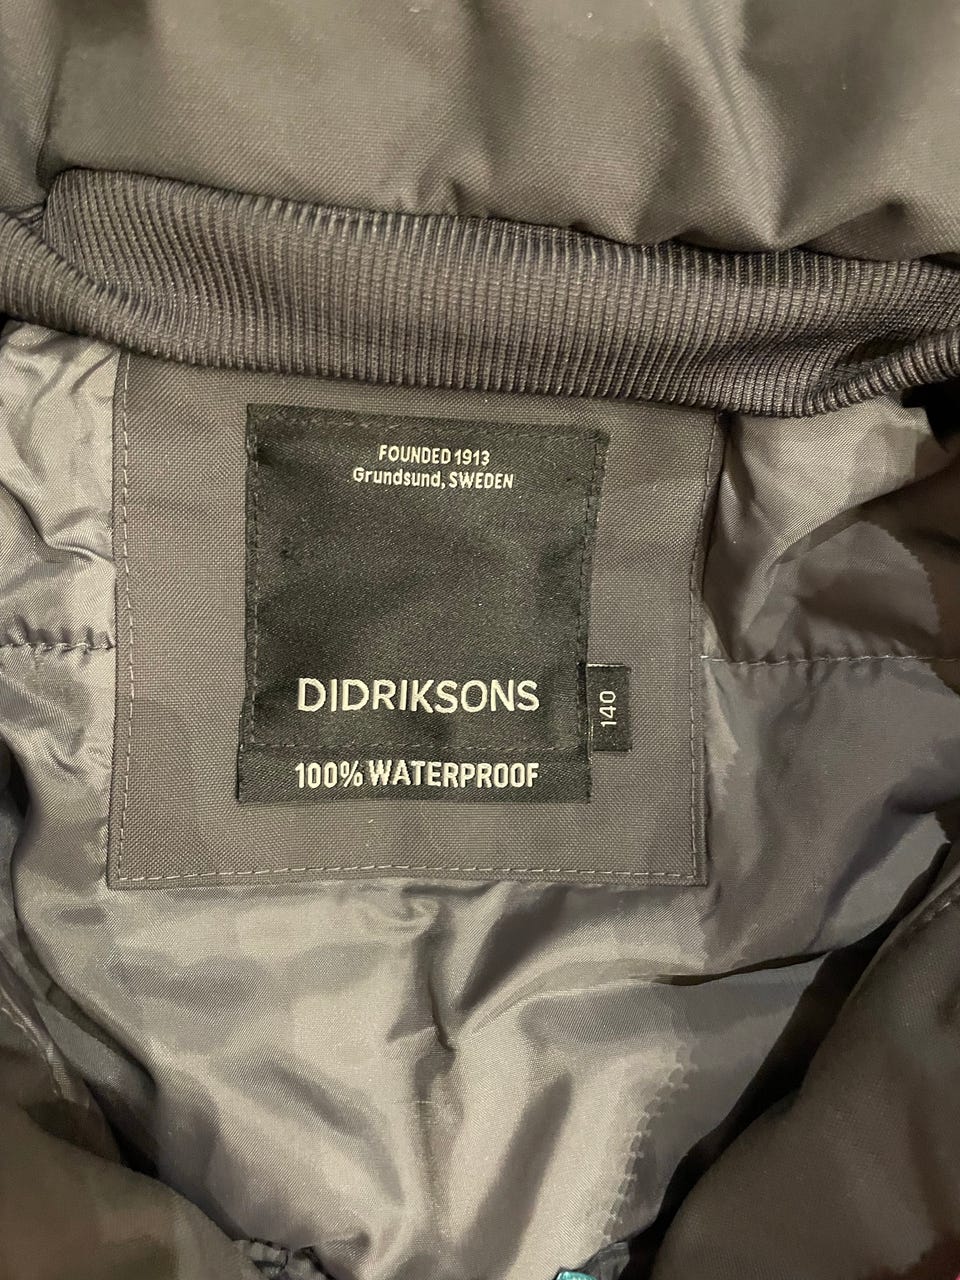 FOUNDED 1913
Grundsund, SWEDEN
DIDRIKSONS
140
100% WATERPROOF